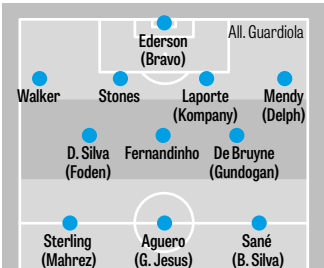 Ederson
(Bravo)
All. Guardiola
Walker
Stones
Laporte
(Kompany)
Mendy
(Delph)
D. Silva
(Foden)
Fernandinho
De Bruyne
(Gundogan)
Sterling
(Mahrez)
Aguero
(G. Jesus)
Sané
(B. Silva)